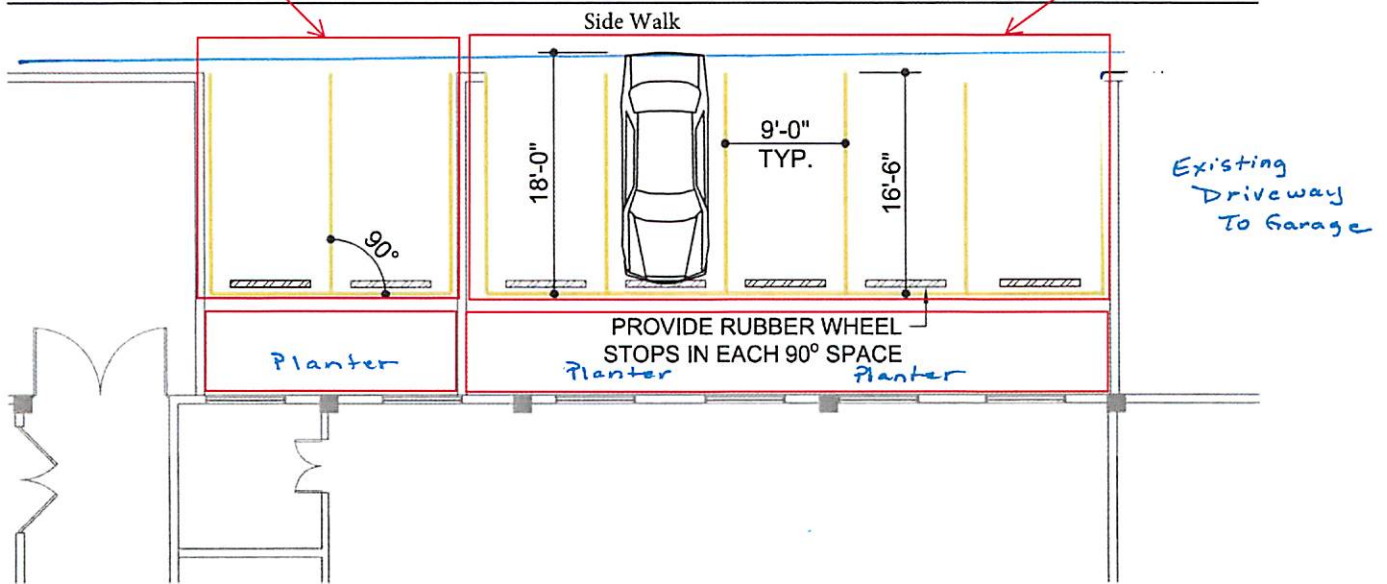 Side Walk
18'-0"
9'-0"
TYP.
16'-6"
90°
Existing
Driveway
To Garage
PROVIDE RUBBER WHEEL
STOPS IN EACH 90° SPACE
Planter
Planter
Planter